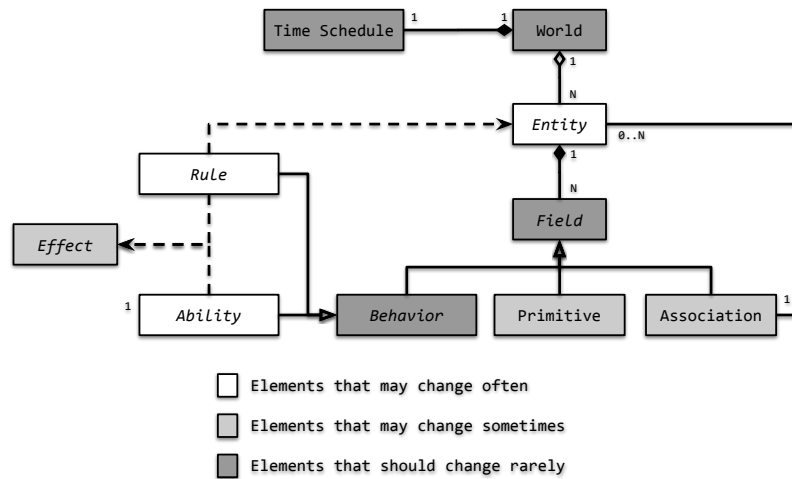 1 1
Time Schedule World
1
N
Entity
0..N
1
Rule
N
Field
Effect
1 Ability Behavior Primitive Association 1
Elements that may change often
Elements that may change sometimes
Elements that should change rarely